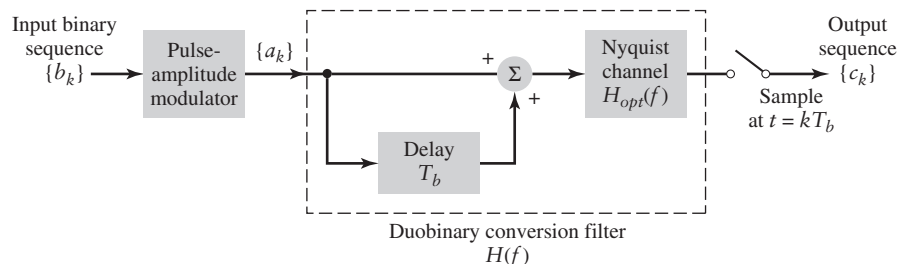 Input binary
sequence
{b_k}
Pulse-
amplitude
modulator
{a_k}
+
Σ
+
Delay
T_b
Nyquist
channel
H_opt(f)
Output
sequence
{c_k}
Sample
at t = kT_b
Duobinary conversion filter
H(f)